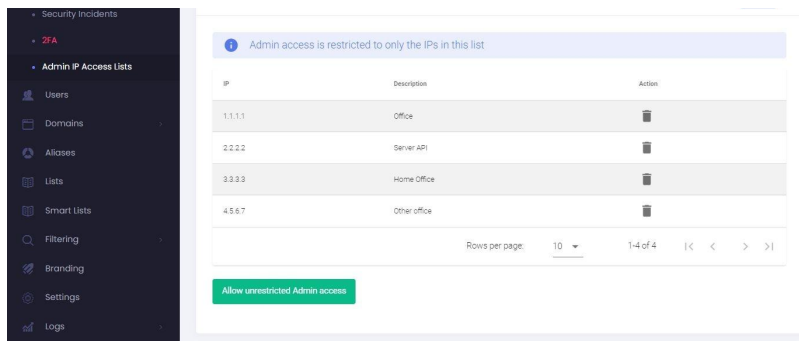 Security Incidents
2FA
Admin IP Access Lists
Users
Domains
Aliases
Lists
Smart Lists
Filtering
Branding
Settings
Logs
Admin access is restricted to only the IPs in this list
IP Description Action
1.1.1.1 Office
2.2.2.2 Server API
3.3.3.3 Home Office
4.5.6.7 Other office
Rows per page: 10 1-4 of 4
Allow unrestricted Admin access